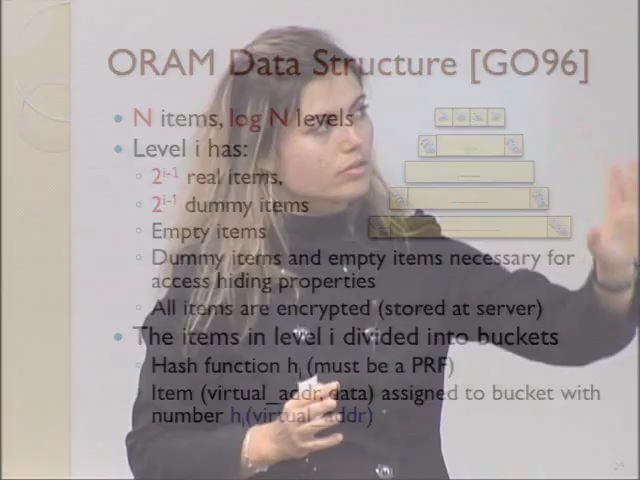 ORAM Data Structure [GO96]
N items, log N levels
Level i has:
2^{i-1} real items,
2^{i-1} dummy items
Empty items
Dummy items and empty items necessary for
access hiding properties
All items are encrypted (stored at server)
The items in level i divided into buckets
Hash function h_i (must be a PRF)
Item (virtual_addr, data) assigned to bucket with
number h_i(virtual_addr)